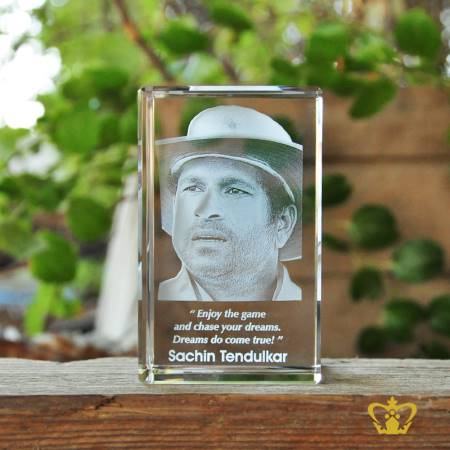 “ Enjoy the game
and chase your dreams.
Dreams do come true! ”
Sachin Tendulkar